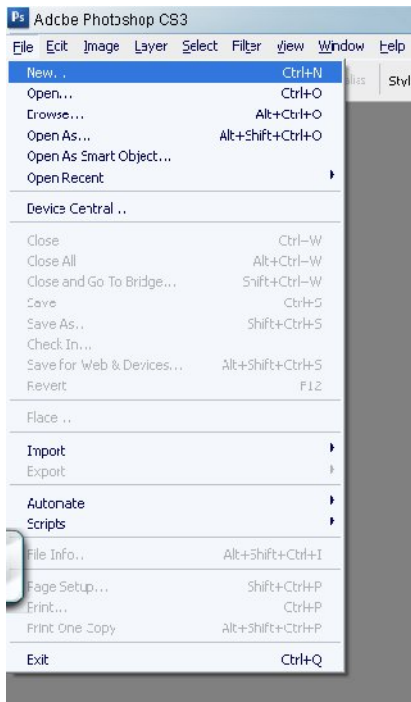 Ps Adobe Photoshop CS3
File Edit Image Layer Select Filter View Window Help
New... Ctrl+N
Styl
Open... Ctrl+O
Browse... Alt+Ctrl+O
Open As... Alt+Shift+Ctrl+O
Open As Smart Object...
Open Recent
Device Central ..
Close Ctrl+W
Close All Alt+Ctrl+W
Close and Go To Bridge... Shift+Ctrl+W
Save Ctrl+S
Save As.. Shift+Ctrl+S
Check In...
Save for Web & Devices... Alt+Shift+Ctrl+S
Revert F12
Place ..
Import
Export
Automate
Scripts
File Info.. Alt+Shift+Ctrl+I
Page Setup... Shift+Ctrl+P
Print... Ctrl+P
Print One Copy Alt+Shift+Ctrl+P
Exit Ctrl+Q